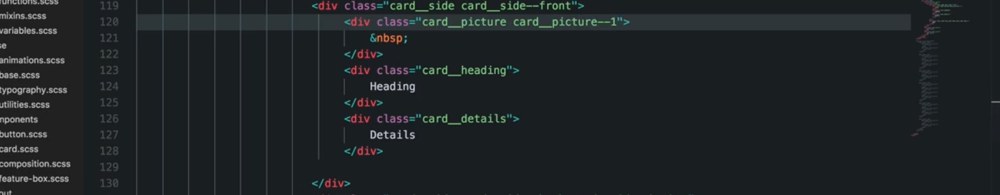 functions.scss
mixins.scss
variables.scss
se
animations.scss
base.scss
typography.scss
utilities.scss
mponents
button.scss
card.scss
composition.scss
feature-box.scss
out
119 <div class="card__side card__side--front">
120 <div class="card__picture card__picture--1">
121 &nbsp;
122 </div>
123 <div class="card__heading">
124 Heading
125 </div>
126 <div class="card__details">
127 Details
128 </div>
129
130 </div>